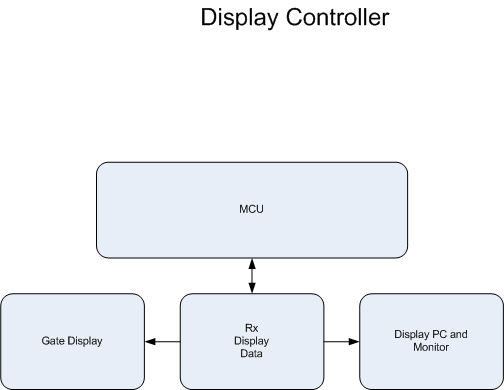 Display Controller
MCU
Gate Display
Rx
Display
Data
Display PC and
Monitor